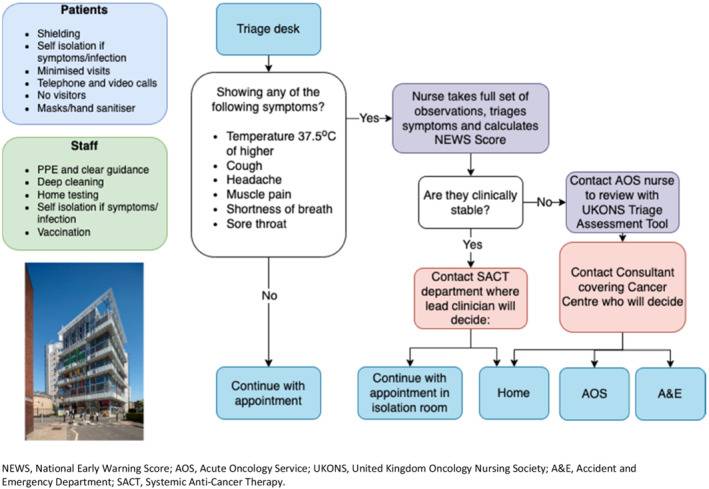 Patients
• Shielding
• Self isolation if
symptoms/infection
• Minimised visits
• Telephone and video calls
• No visitors
• Masks/hand sanitiser
Staff
• PPE and clear guidance
• Deep cleaning
• Home testing
• Self isolation if symptoms/
infection
• Vaccination
Triage desk
Showing any of the
following symptoms?
• Temperature 37.5ºC
of higher
• Cough
• Headache
• Muscle pain
• Shortness of breath
• Sore throat
Yes
No
Continue with
appointment
Nurse takes full set of
observations, triages
symptoms and calculates
NEWS Score
Are they clinically
stable?
No
Yes
Contact AOS nurse
to review with
UKONS Triage
Assessment Tool
Contact SACT
department where
lead clinician will
decide:
Contact Consultant
covering Cancer
Centre who will decide
Continue with
appointment in
isolation room
Home
AOS
A&E
NEWS, National Early Warning Score; AOS, Acute Oncology Service; UKONS, United Kingdom Oncology Nursing Society; A&E, Accident and
Emergency Department; SACT, Systemic Anti-Cancer Therapy.